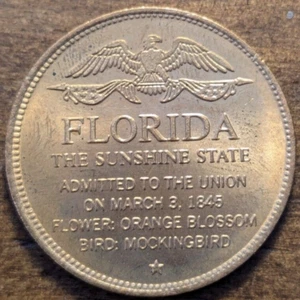 FLORIDA
THE SUNSHINE STATE
ADMITTED TO THE UNION
ON MARCH 3, 1845
FLOWER: ORANGE BLOSSOM
BIRD: MOCKINGBIRD